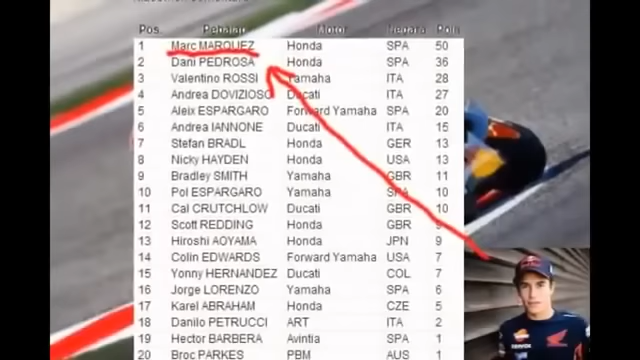 Pos. Pebalap Motor Negara Poin
1 Marc MARQUEZ Honda SPA 50
2 Dani PEDROSA Honda SPA 36
3 Valentino ROSSI Yamaha ITA 28
4 Andrea DOVIZIOSO Ducati ITA 27
5 Aleix ESPARGARO Forward Yamaha SPA 20
6 Andrea IANNONE Ducati ITA 15
7 Stefan BRADL Honda GER 13
8 Nicky HAYDEN Honda USA 13
9 Bradley SMITH Yamaha GBR 11
10 Pol ESPARGARO Yamaha SPA 10
11 Cal CRUTCHLOW Ducati GBR 10
12 Scott REDDING Honda GBR 9
13 Hiroshi AOYAMA Honda JPN 9
14 Colin EDWARDS Forward Yamaha USA 7
15 Yonny HERNANDEZ Ducati COL 7
16 Jorge LORENZO Yamaha SPA 6
17 Karel ABRAHAM Honda CZE 5
18 Danilo PETRUCCI ART ITA 2
19 Hector BARBERA Avintia SPA 1
20 Broc PARKES PBM AUS 1